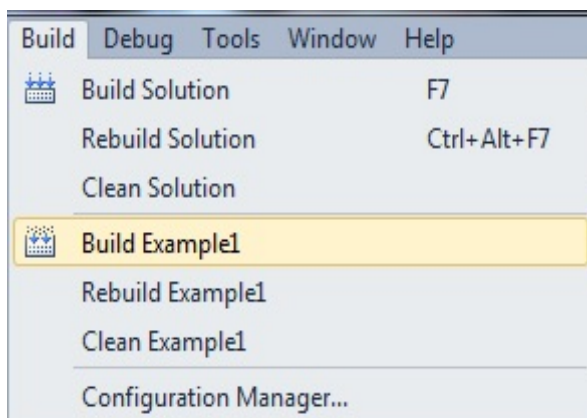 Build Debug Tools Window Help
Build Solution F7
Rebuild Solution Ctrl+Alt+F7
Clean Solution
Build Example1
Rebuild Example1
Clean Example1
Configuration Manager...